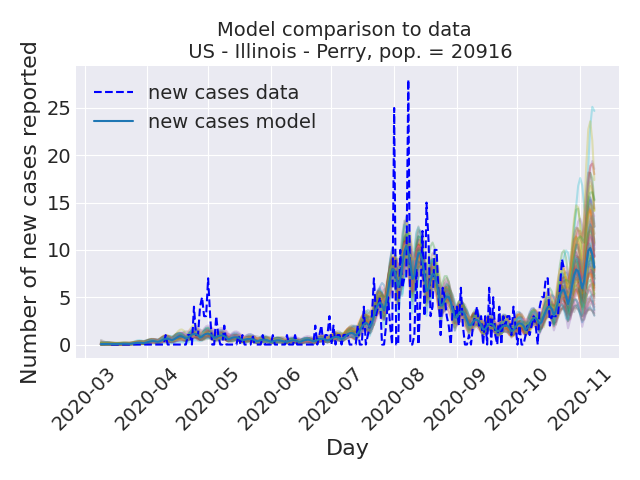 Model comparison to data
US - Illinois - Perry, pop. = 20916
Number of new cases reported
new cases data
new cases model
25
20
15
10
5
0
2020-03
2020-04
2020-05
2020-06
2020-07
2020-08
2020-09
2020-10
2020-11
Day